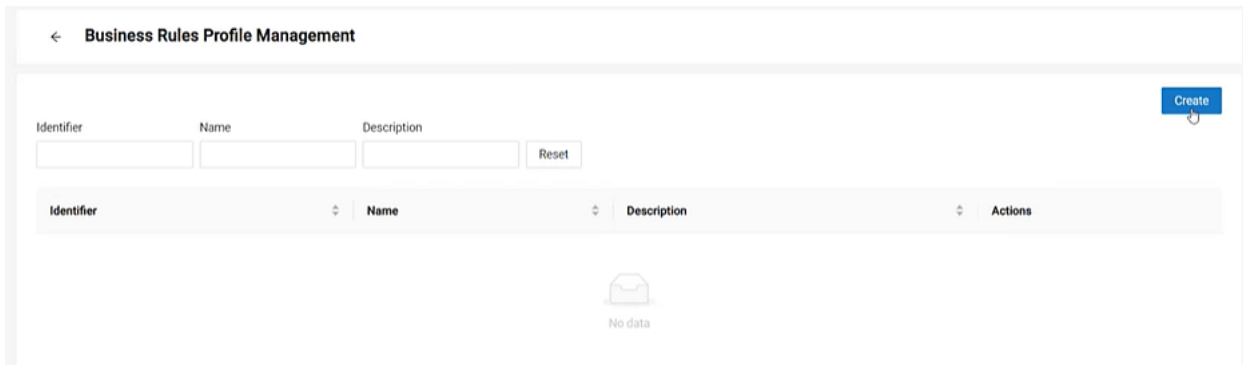 Business Rules Profile Management
Create
Identifier Name Description
Reset
Identifier Name Description Actions
No data